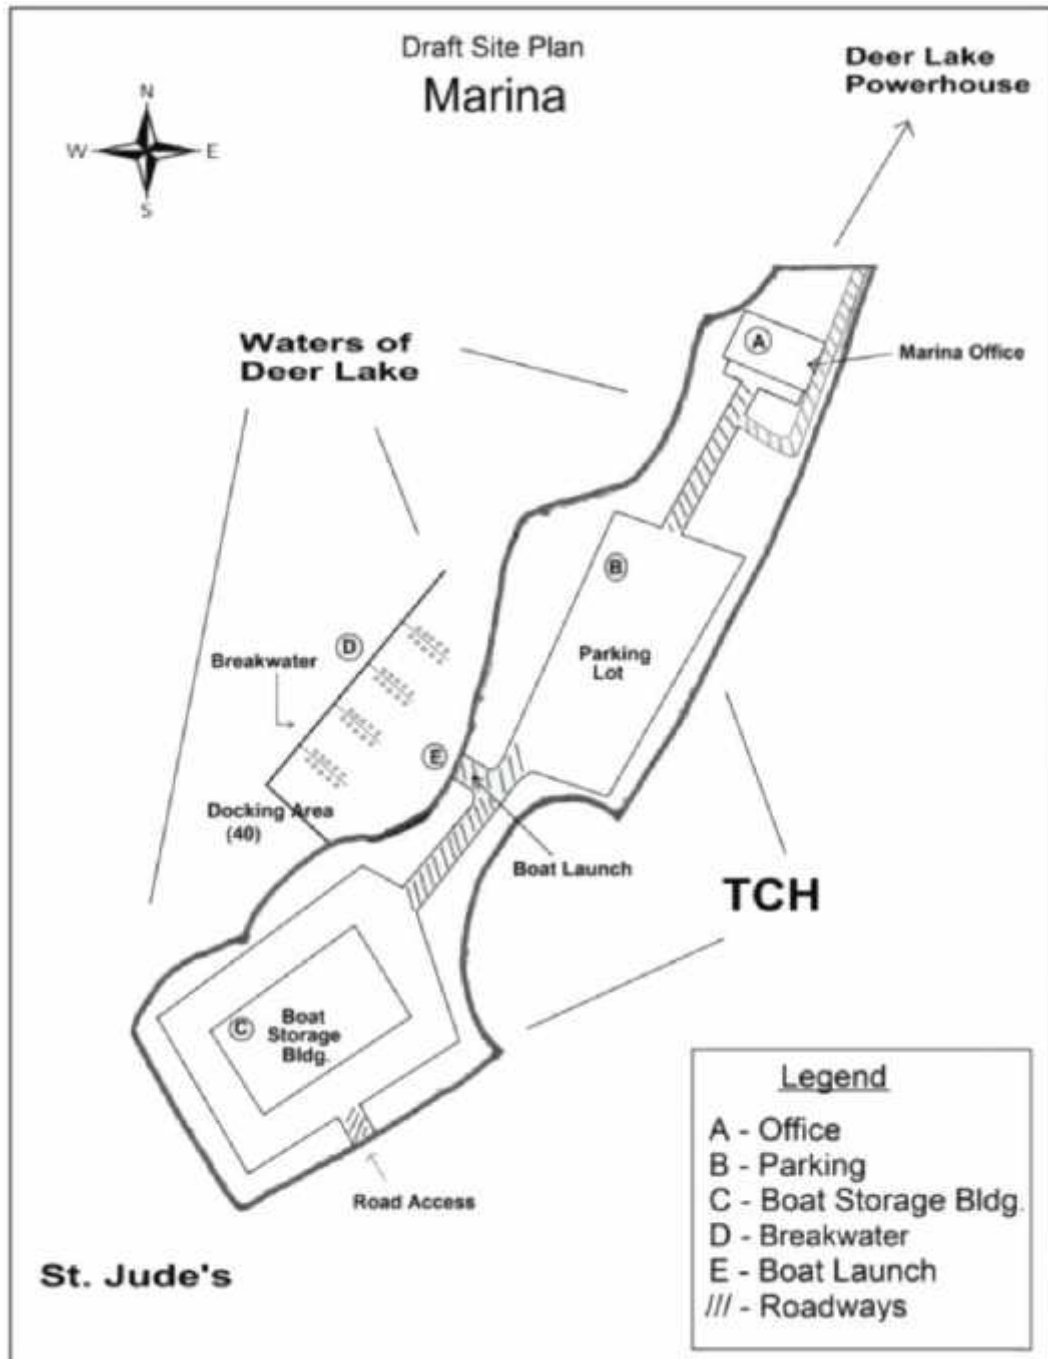 Draft Site Plan
Marina
Deer Lake
Powerhouse
N
W
E
S
Waters of
Deer Lake
A
Marina Office
B
Parking
Lot
D
Breakwater
E
Docking Area
(40)
Boat Launch
TCH
C
Boat
Storage
Bldg.
Road Access
St. Jude's
Legend
A - Office
B - Parking
C - Boat Storage Bldg.
D - Breakwater
E - Boat Launch
/// - Roadways